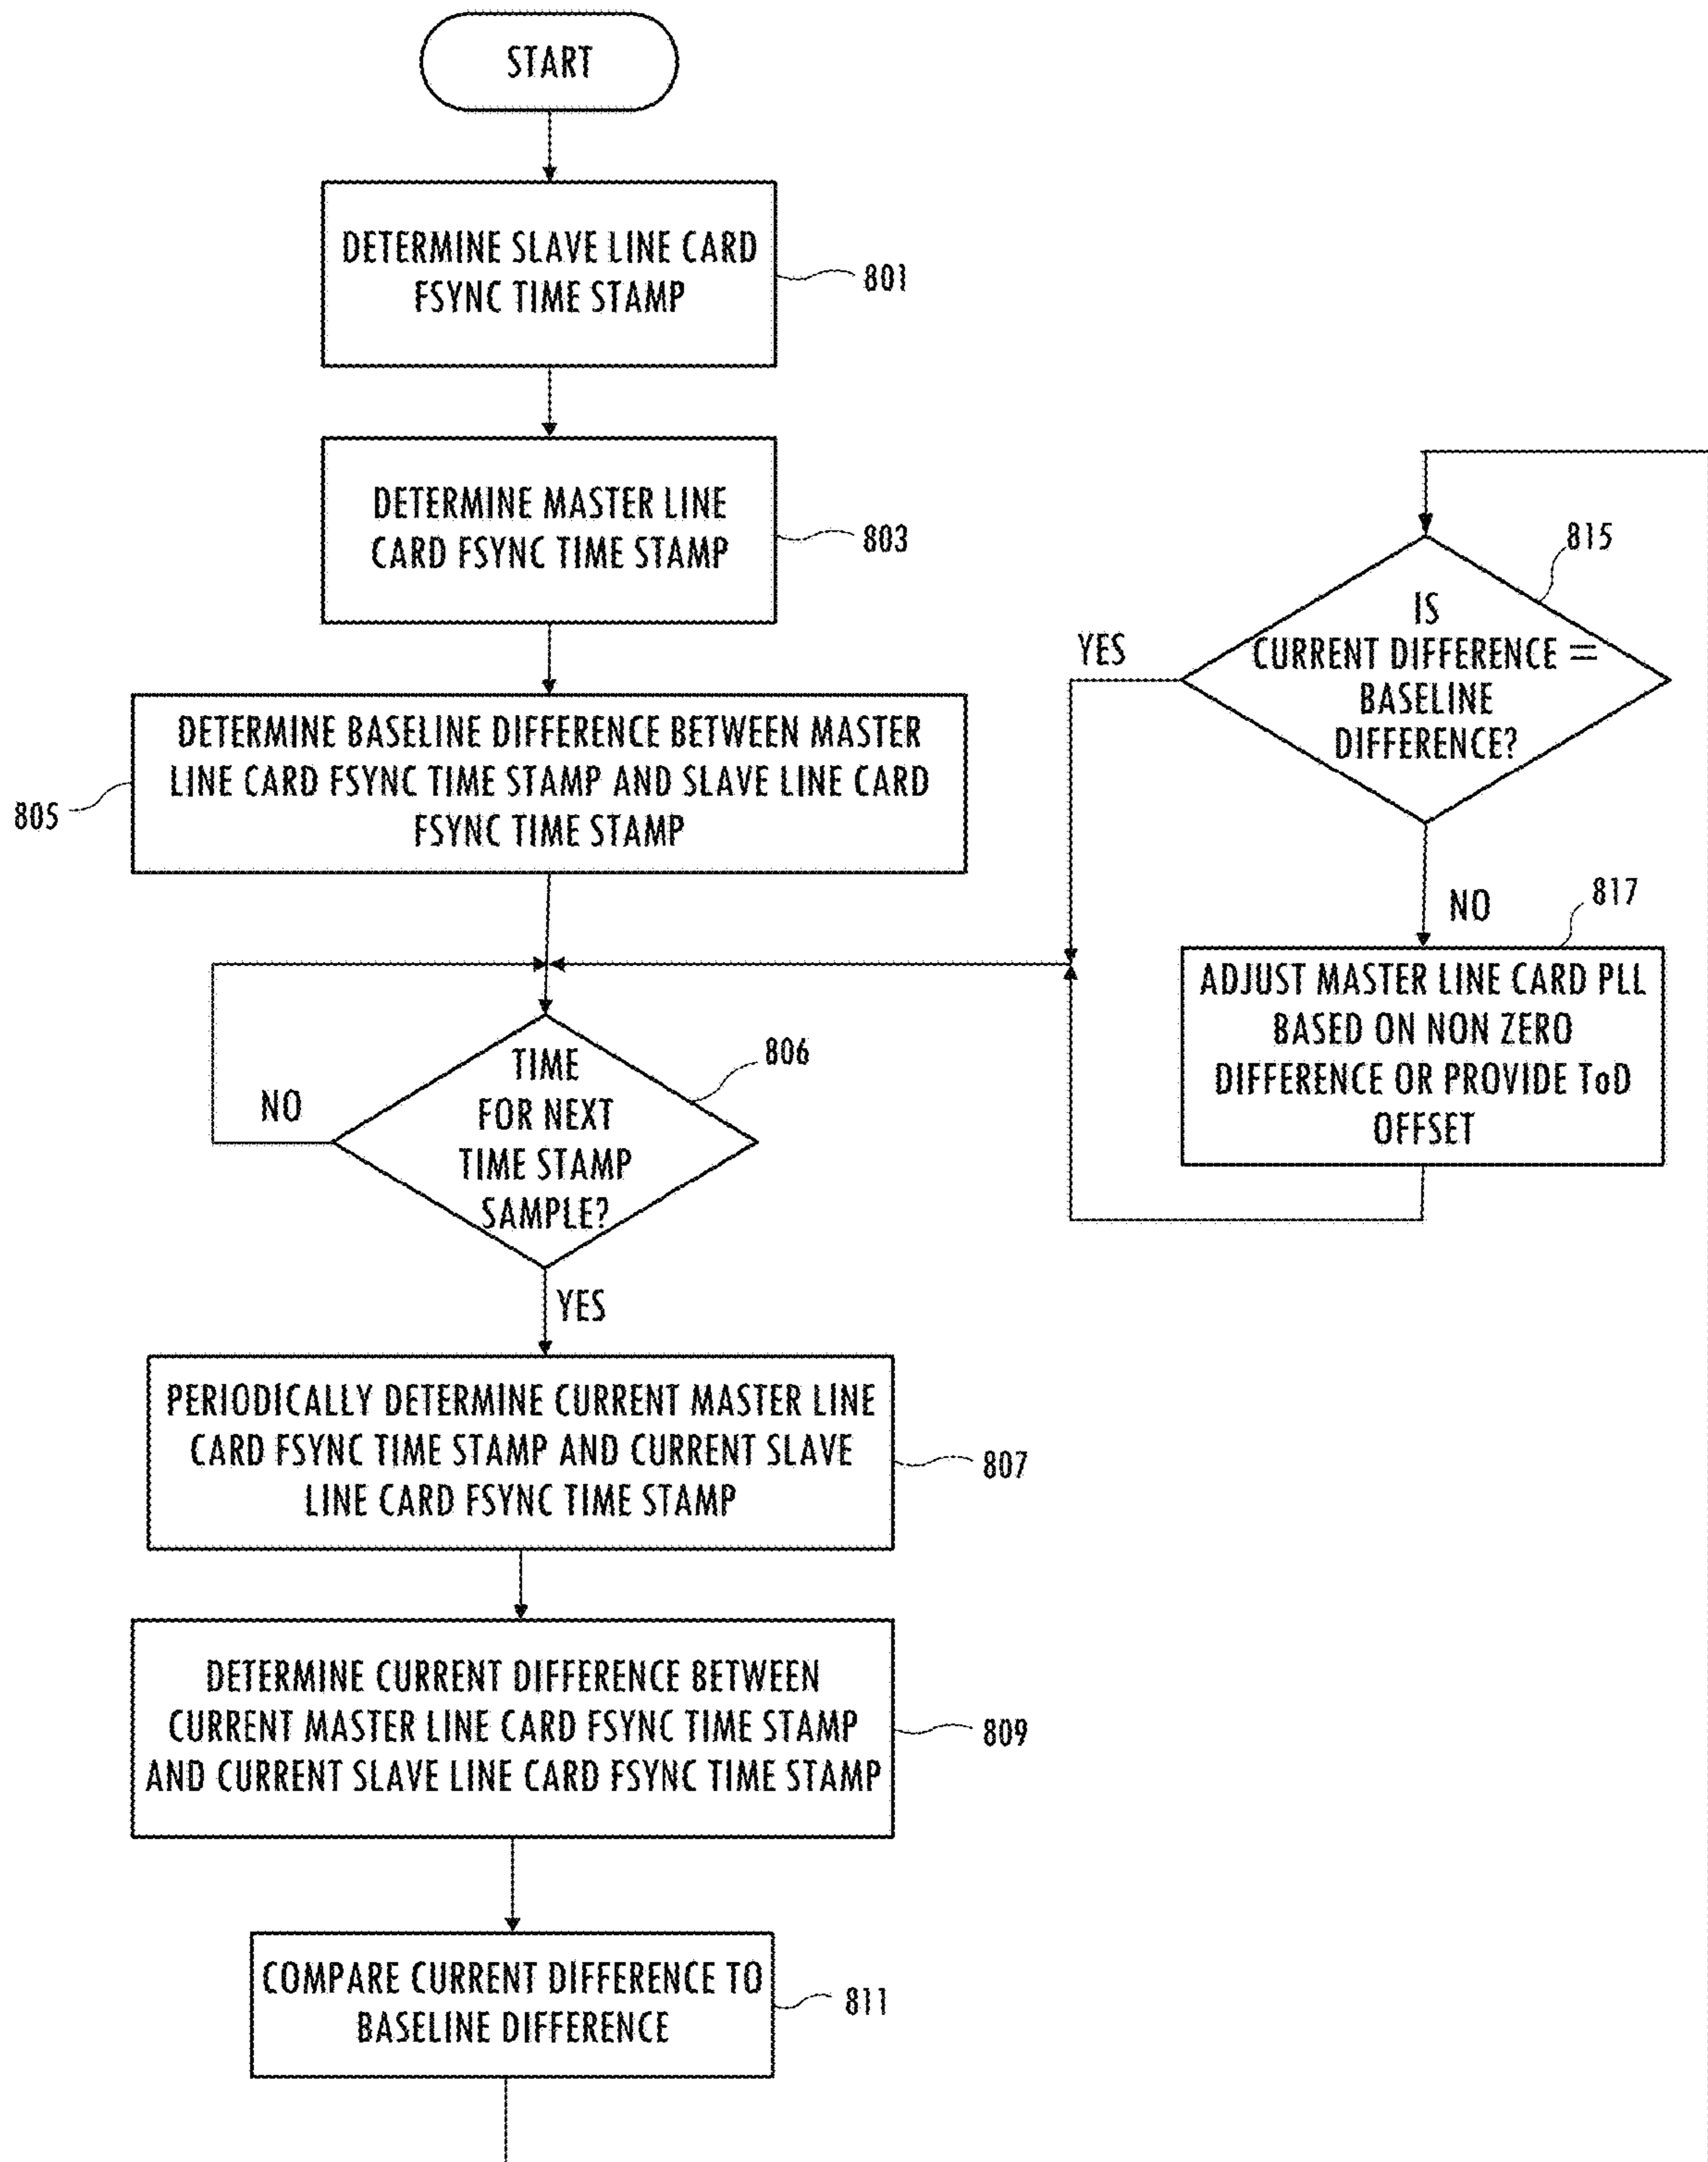 START
DETERMINE SLAVE LINE CARD
FSYNC TIME STAMP
801
DETERMINE MASTER LINE
CARD FSYNC TIME STAMP
803
DETERMINE BASELINE DIFFERENCE BETWEEN MASTER
LINE CARD FSYNC TIME STAMP AND SLAVE LINE CARD
FSYNC TIME STAMP
805
TIME
FOR NEXT
TIME STAMP
SAMPLE?
806
NO
YES
PERIODICALLY DETERMINE CURRENT MASTER LINE
CARD FSYNC TIME STAMP AND CURRENT SLAVE
LINE CARD FSYNC TIME STAMP
807
DETERMINE CURRENT DIFFERENCE BETWEEN
CURRENT MASTER LINE CARD FSYNC TIME STAMP
AND CURRENT SLAVE LINE CARD FSYNC TIME STAMP
809
COMPARE CURRENT DIFFERENCE TO
BASELINE DIFFERENCE
811
815
IS
CURRENT DIFFERENCE =
BASELINE
DIFFERENCE?
YES
NO
817
ADJUST MASTER LINE CARD PLL
BASED ON NON ZERO
DIFFERENCE OR PROVIDE ToD
OFFSET